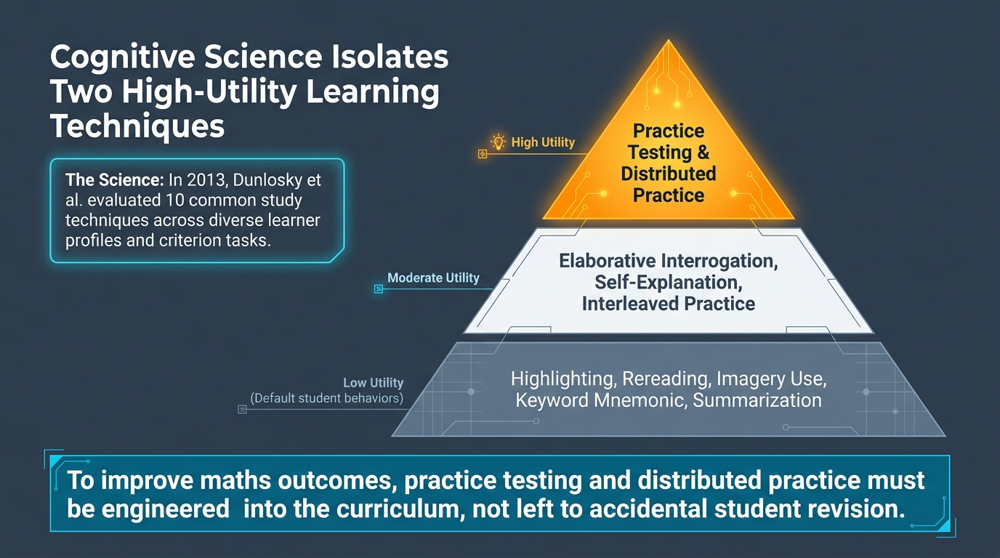 Cognitive Science Isolates
Two High-Utility Learning
Techniques
The Science: In 2013, Dunlosky et
al. evaluated 10 common study
techniques across diverse learner
profiles and criterion tasks.
High Utility
Practice
Testing &
Distributed
Practice
Moderate Utility
Elaborative Interrogation,
Self-Explanation,
Interleaved Practice
Low Utility
(Default student behaviors)
Highlighting, Rereading, Imagery Use,
Keyword Mnemonic, Summarization
To improve maths outcomes, practice testing and distributed practice must
be engineered  into the curriculum, not left to accidental student revision.